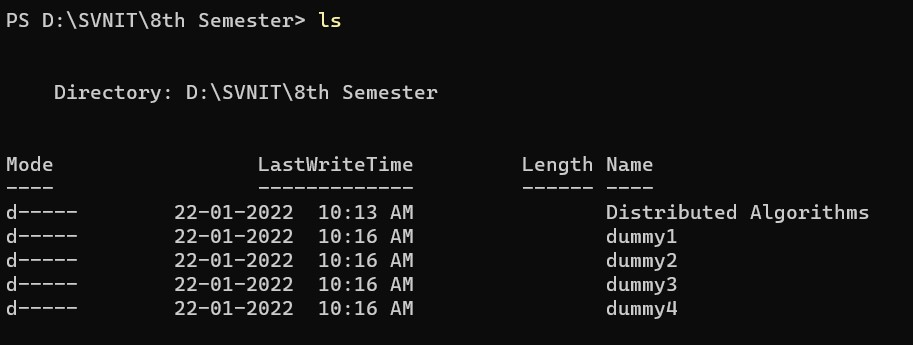 PS D:\SVNIT\8th Semester> ls
Directory: D:\SVNIT\8th Semester
Mode                 LastWriteTime         Length Name
----                 -------------         ------ ----
d-----        22-01-2022  10:13 AM                Distributed Algorithms
d-----        22-01-2022  10:16 AM                dummy1
d-----        22-01-2022  10:16 AM                dummy2
d-----        22-01-2022  10:16 AM                dummy3
d-----        22-01-2022  10:16 AM                dummy4